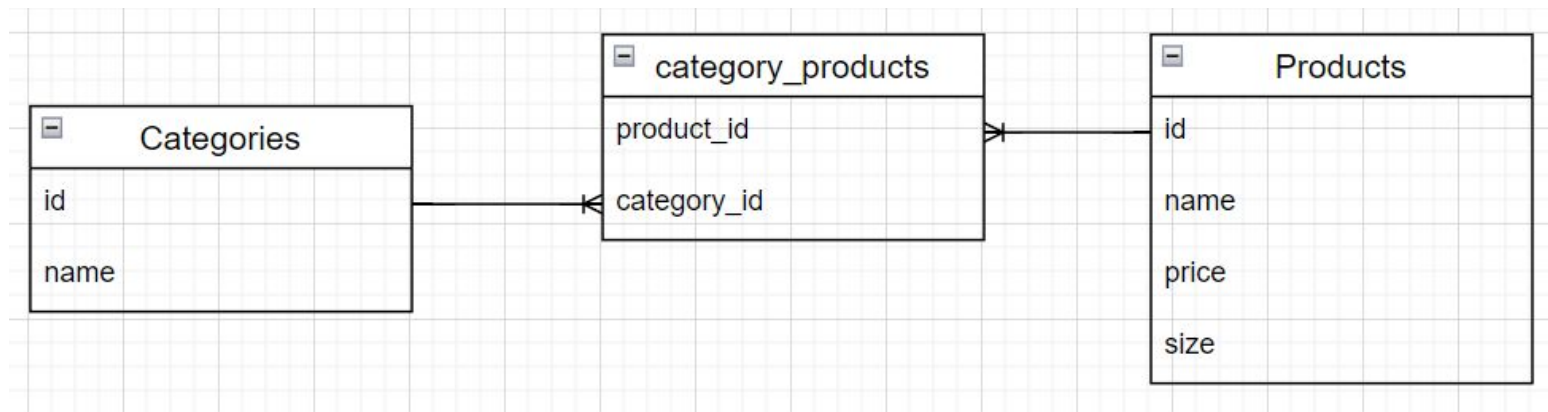 Categories
id
name
category_products
product_id
category_id
Products
id
name
price
size